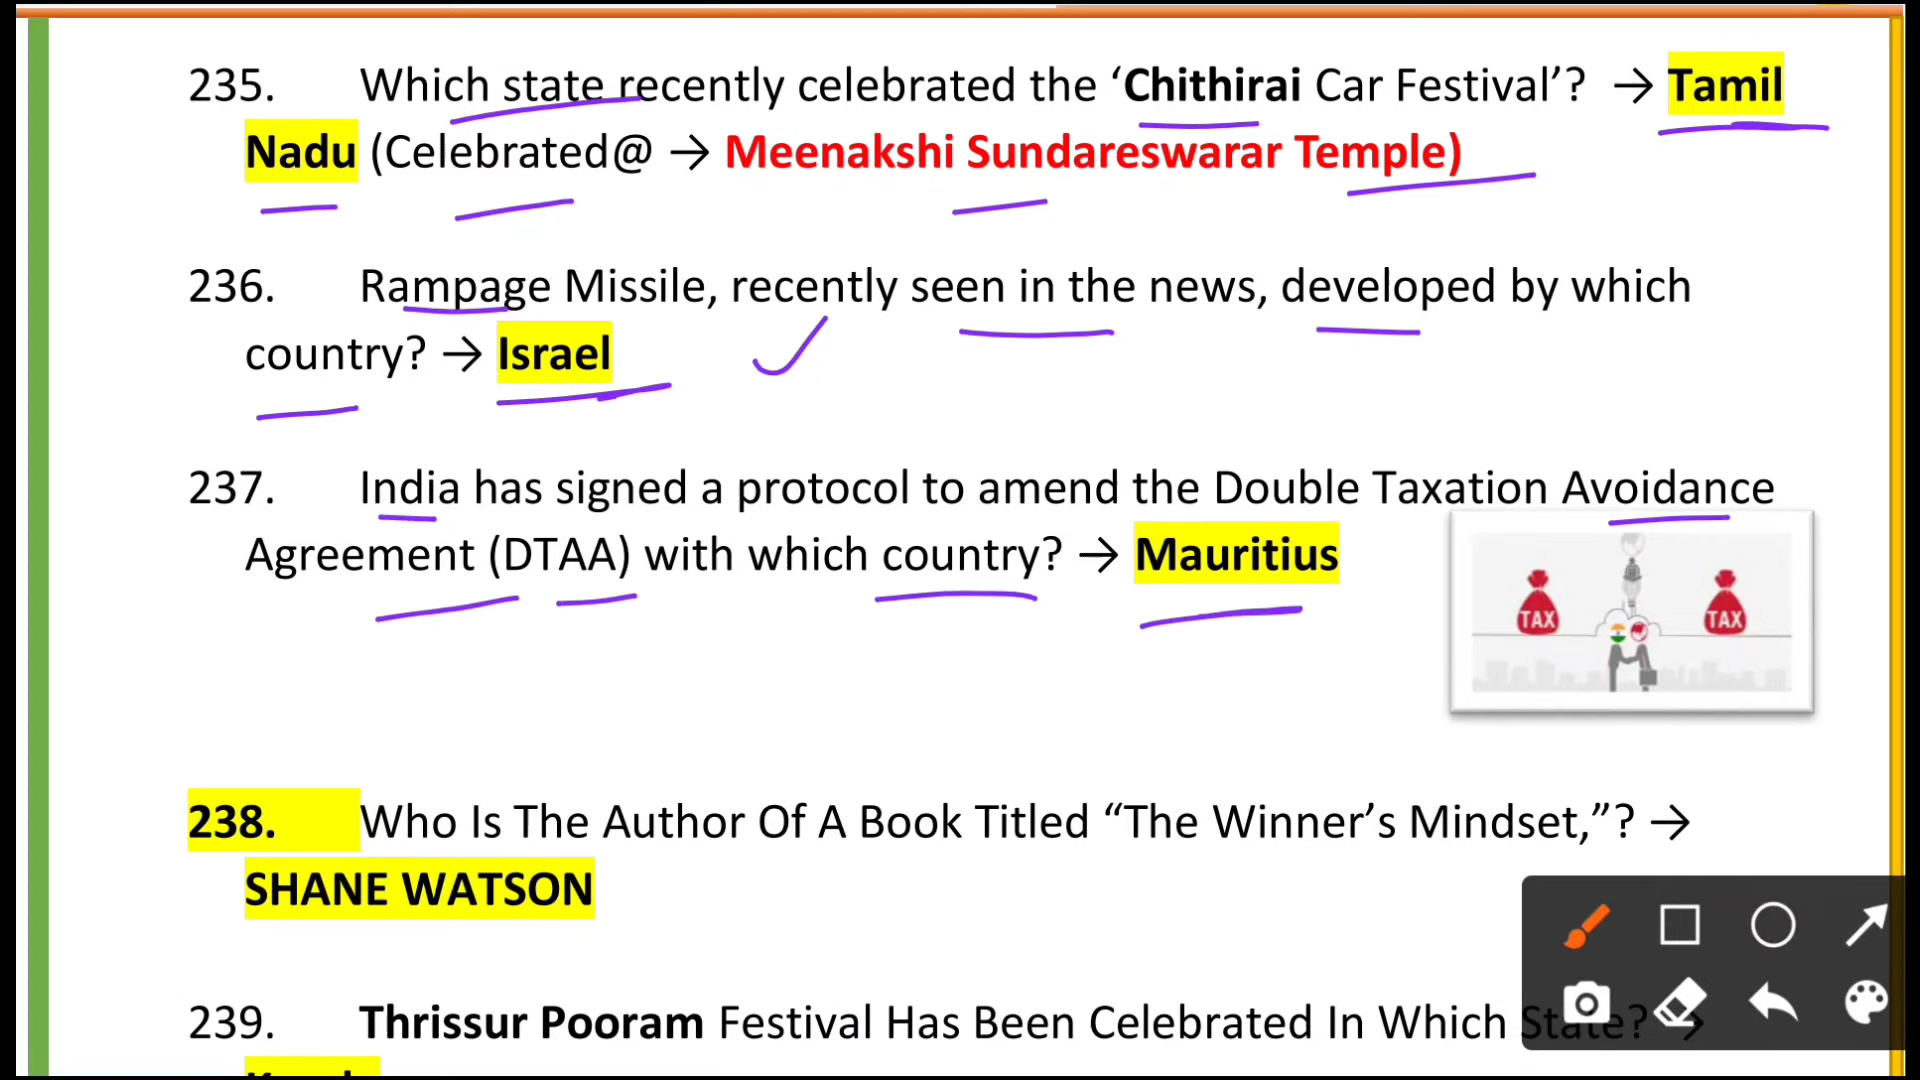 235. Which state recently celebrated the ‘Chithirai Car Festival’? → Tamil
Nadu (Celebrated@ → Meenakshi Sundareswarar Temple)
236. Rampage Missile, recently seen in the news, developed by which
country? → Israel
237. India has signed a protocol to amend the Double Taxation Avoidance
Agreement (DTAA) with which country? → Mauritius
TAX TAX
238. Who Is The Author Of A Book Titled “The Winner’s Mindset,”? →
SHANE WATSON
239. Thrissur Pooram Festival Has Been Celebrated In Which State? →